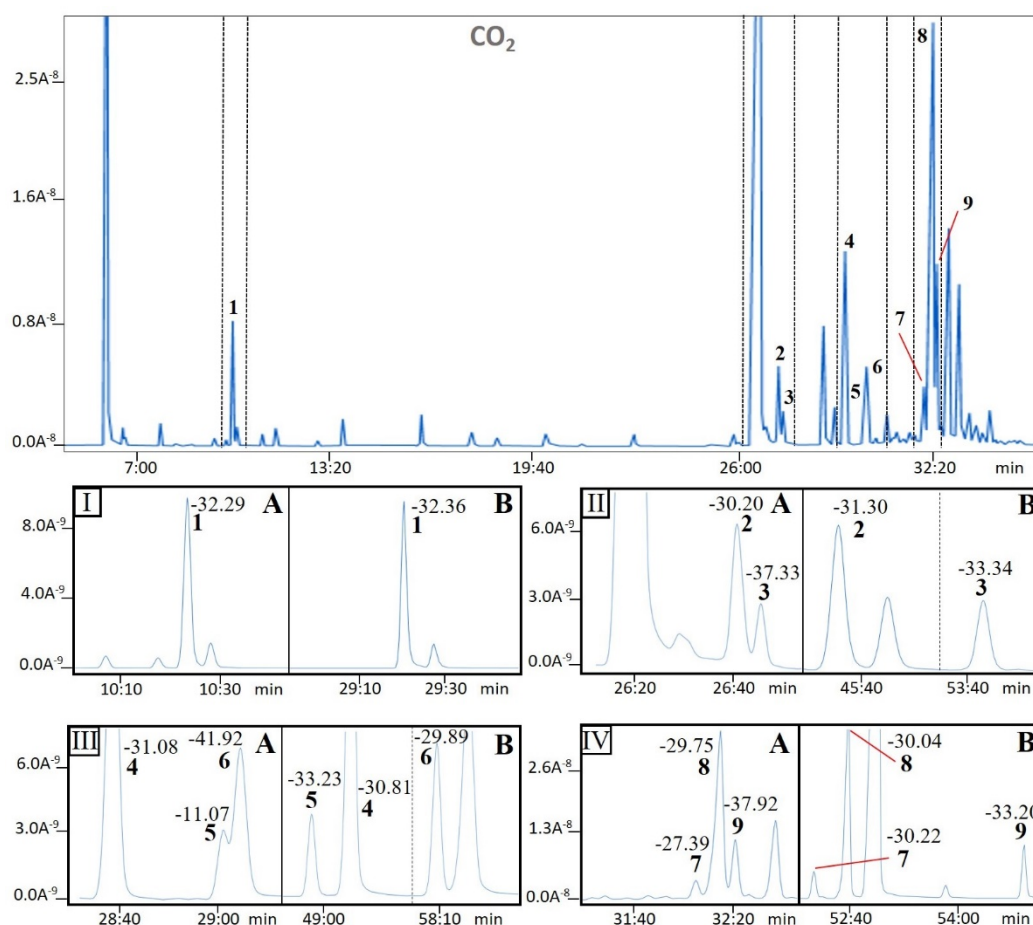 CO₂
2.5A⁻⁸
1.6A⁻⁸
0.8A⁻⁸
0.0A⁻⁸
1
2
3
4
5
6
7
8
9
7:00 13:20 19:40 26:00 32:20 min
I A B
8.0A⁻⁹
4.0A⁻⁹
0.0A⁻⁹
-32.29
1
-32.36
1
10:10 10:30 min 29:10 29:30 min
II A B
6.0A⁻⁹
3.0A⁻⁹
0.0A⁻⁹
-30.20
2
-37.33
3
-31.30
2
-33.34
3
26:20 26:40 min 45:40 53:40 min
III A B
6.0A⁻⁹
3.0A⁻⁹
0.0A⁻⁹
-31.08
4
-41.92
6
-11.07
5
-33.23
5
-30.81
4
-29.89
6
28:40 29:00 min 49:00 58:10 min
IV A B
2.6A⁻⁸
1.3A⁻⁸
0.0A⁻⁸
-29.75
8
-37.92
9
-27.39
7
-30.04
8
-30.22
7
-33.20
9
31:40 32:20 min 52:40 54:00 min